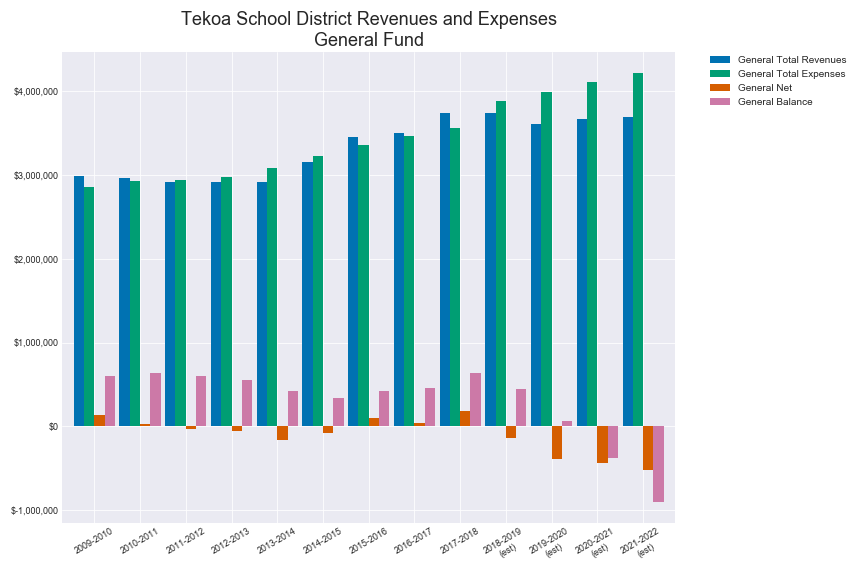 Tekoa School District Revenues and Expenses
General Fund
General Total Revenues
General Total Expenses
General Net
General Balance
$4,000,000
$3,000,000
$2,000,000
$1,000,000
$0
$-1,000,000
2009-2010
2010-2011
2011-2012
2012-2013
2013-2014
2014-2015
2015-2016
2016-2017
2017-2018
2018-2019
(est)
2019-2020
(est)
2020-2021
(est)
2021-2022
(est)